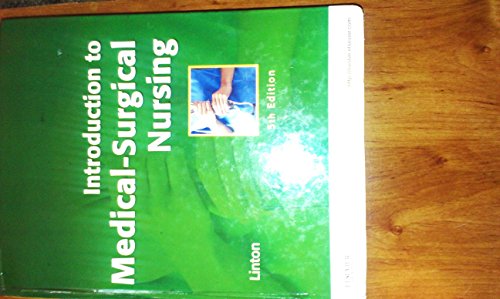 Introduction to
Medical-Surgical
Nursing
5th Edition
Linton